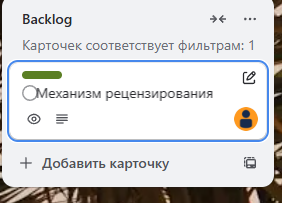 Backlog
Карточек соответствует фильтрам: 1
Механизм рецензирования
Добавить карточку